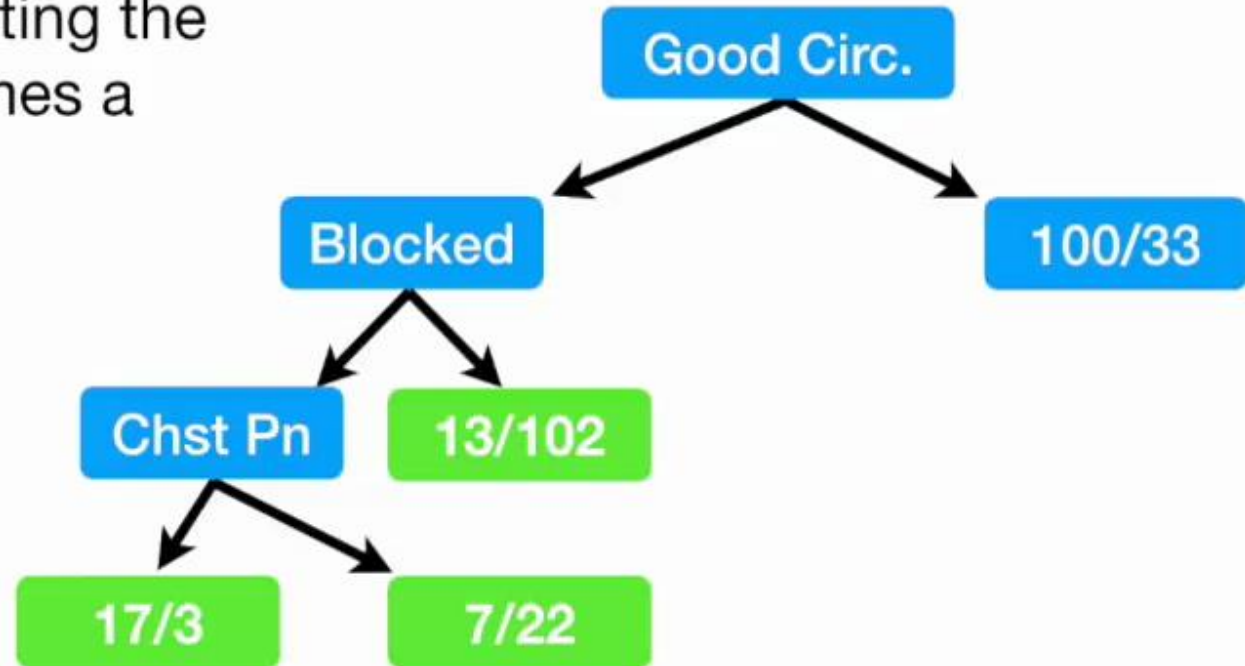 ting the
nes a
Good Circ.
Blocked
100/33
Chst Pn
13/102
17/3
7/22